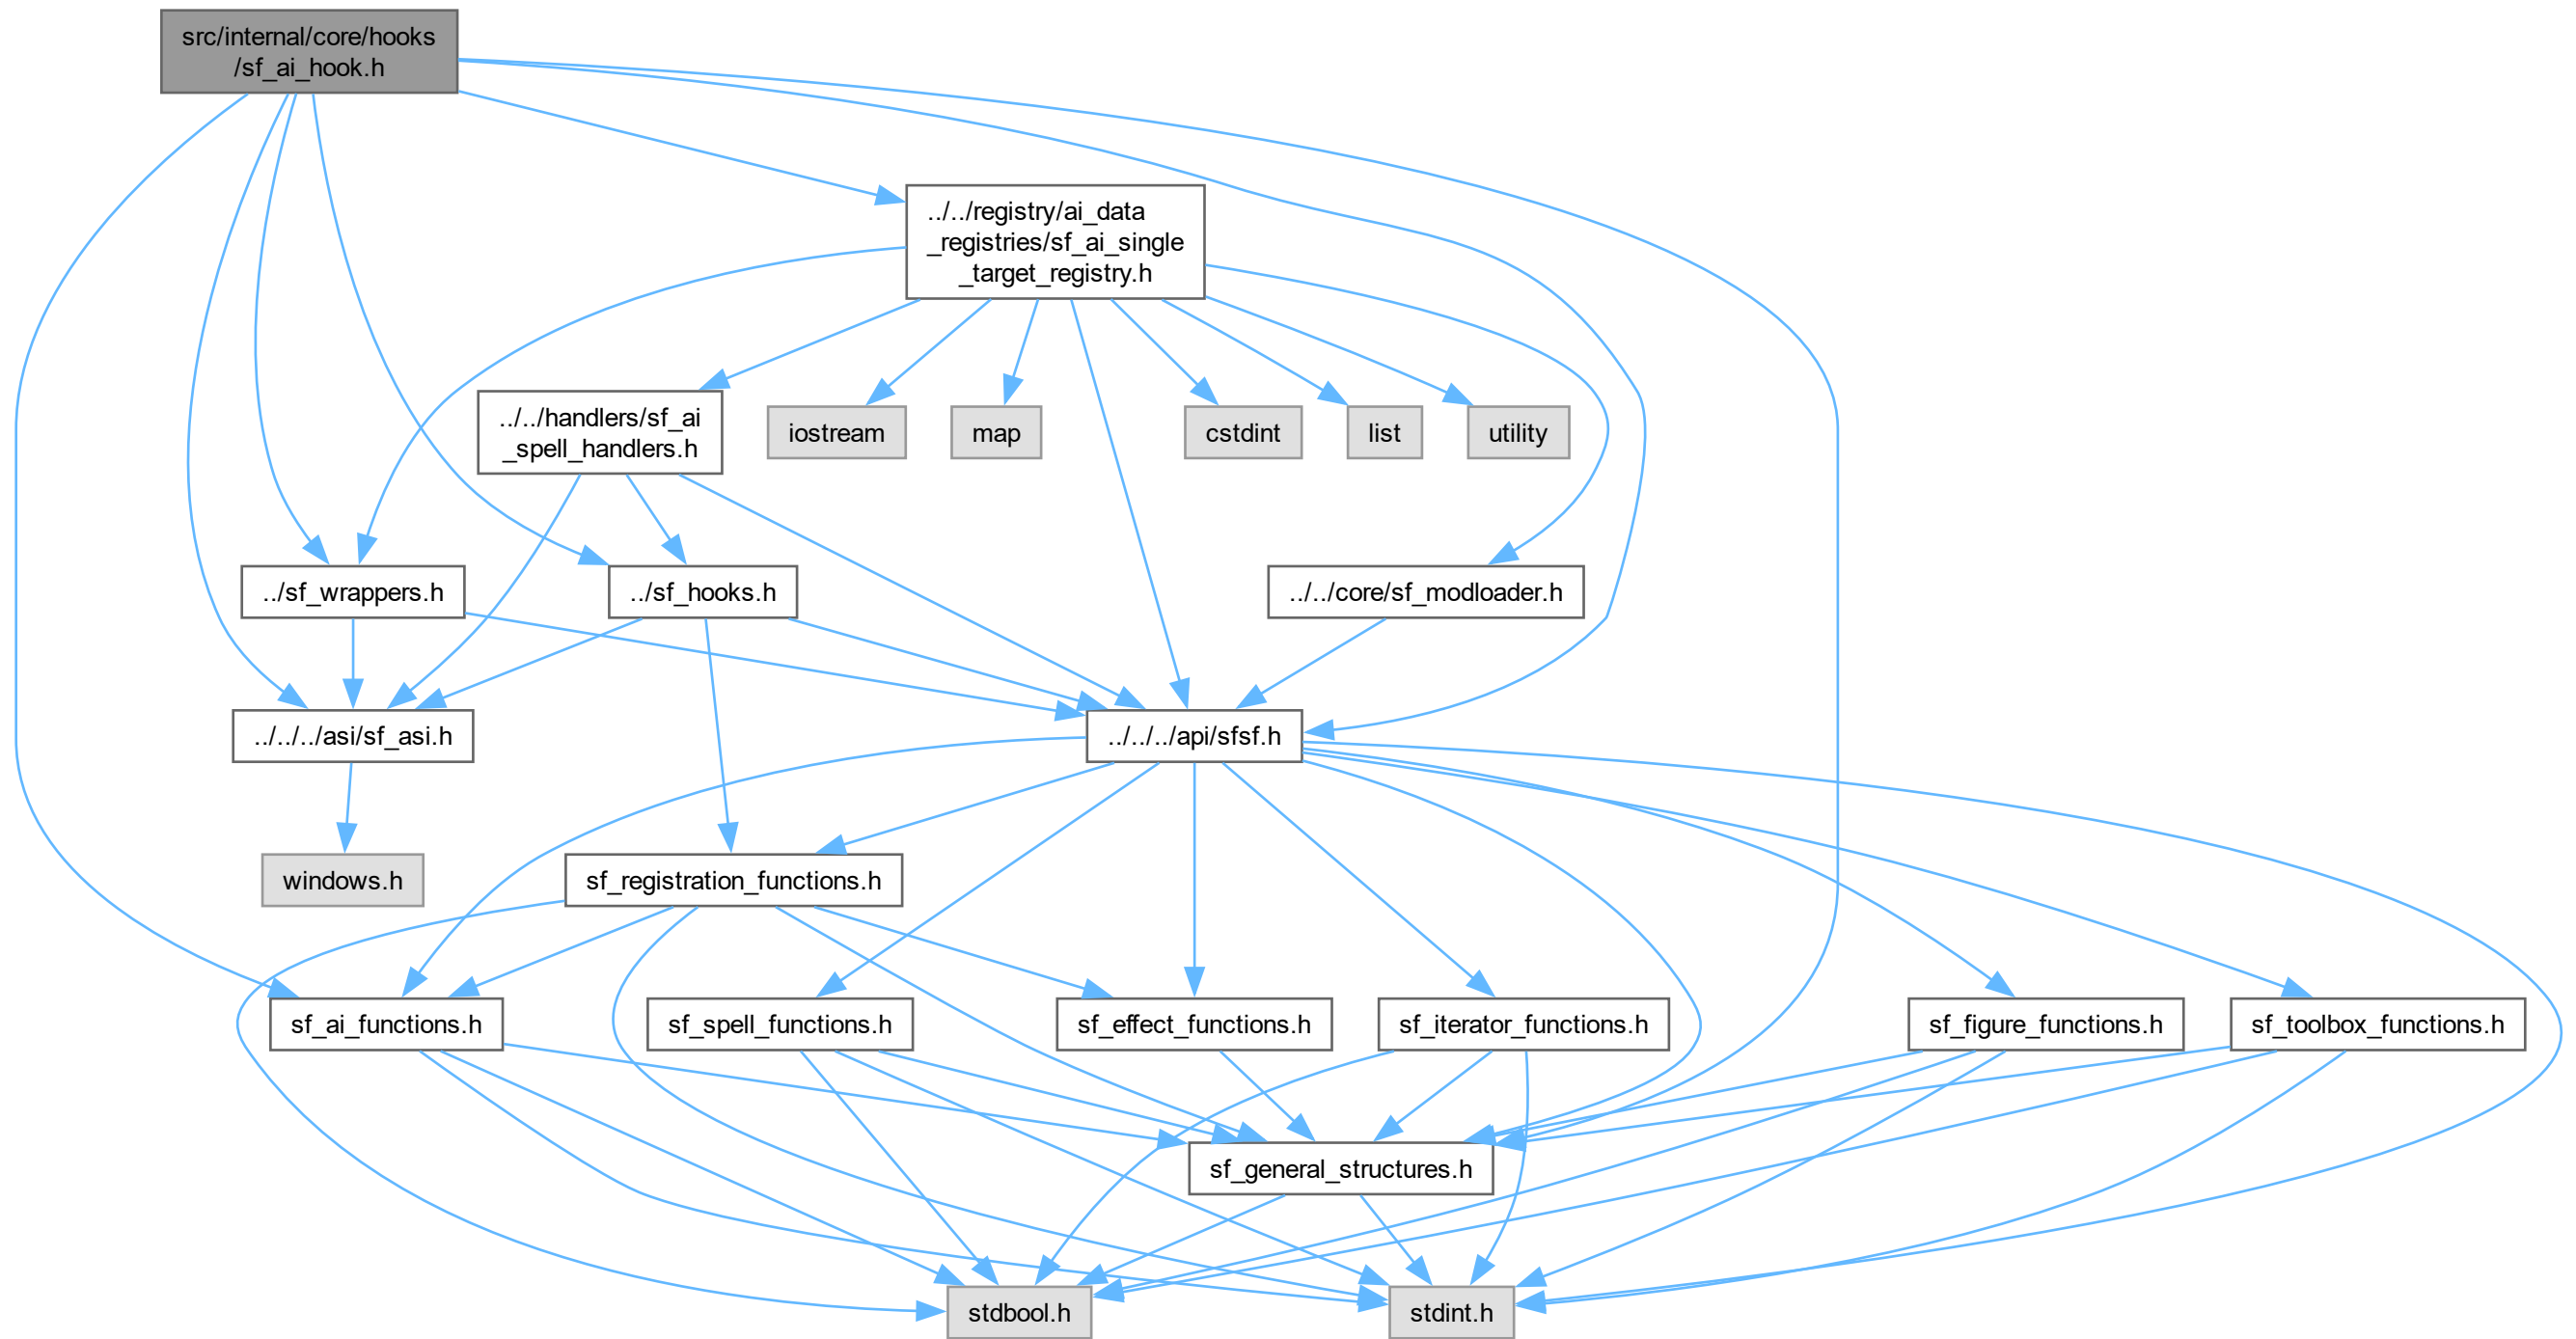 src/internal/core/hooks
/sf_ai_hook.h
../../registry/ai_data
_registries/sf_ai_single
_target_registry.h
../../handlers/sf_ai
_spell_handlers.h
iostream
map
cstdint
list
utility
../sf_wrappers.h
../sf_hooks.h
../../core/sf_modloader.h
../../../asi/sf_asi.h
../../../api/sfsf.h
windows.h
sf_registration_functions.h
sf_ai_functions.h
sf_spell_functions.h
sf_effect_functions.h
sf_iterator_functions.h
sf_figure_functions.h
sf_toolbox_functions.h
sf_general_structures.h
stdbool.h
stdint.h